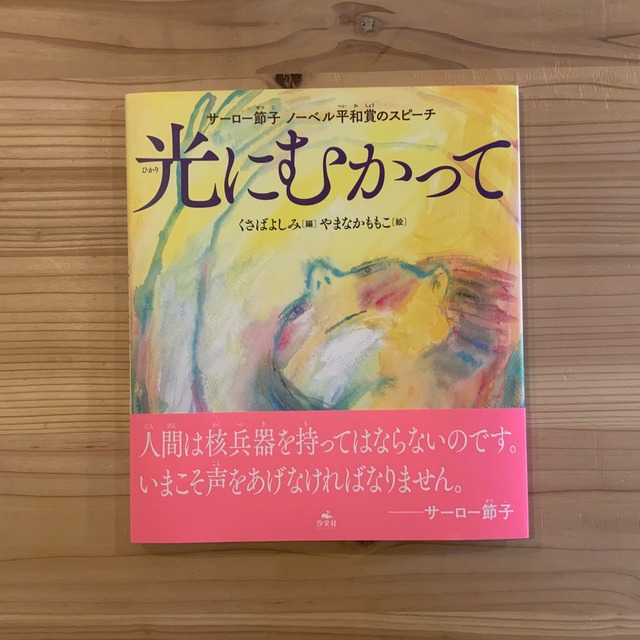 サーロー節子 ノーベル平和賞のスピーチ
光にむかって
くさばよしみ[編] やまなかももこ[絵]
人間は核兵器を持ってはならないのです。
いまこそ声をあげなければなりません。
——サーロー節子
汐文社